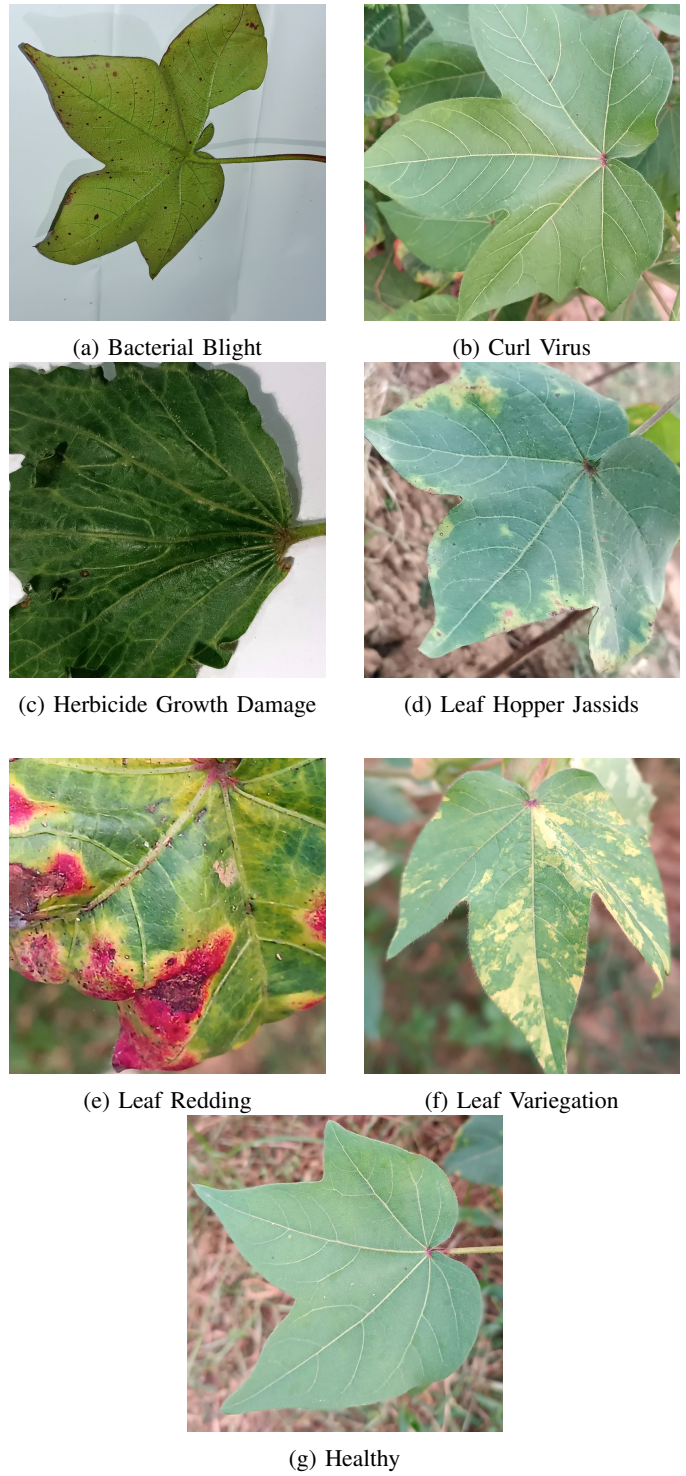 (a) Bacterial Blight
(b) Curl Virus
(c) Herbicide Growth Damage
(d) Leaf Hopper Jassids
(e) Leaf Redding
(f) Leaf Variegation
(g) Healthy